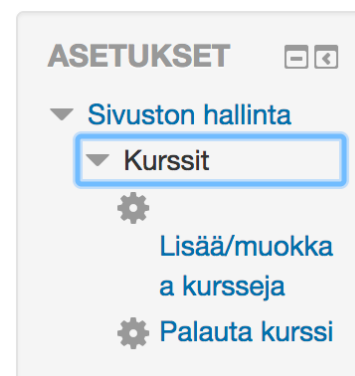 ASETUKSET
Sivuston hallinta
Kurssit
Lisää/muokka
a kursseja
Palauta kurssi